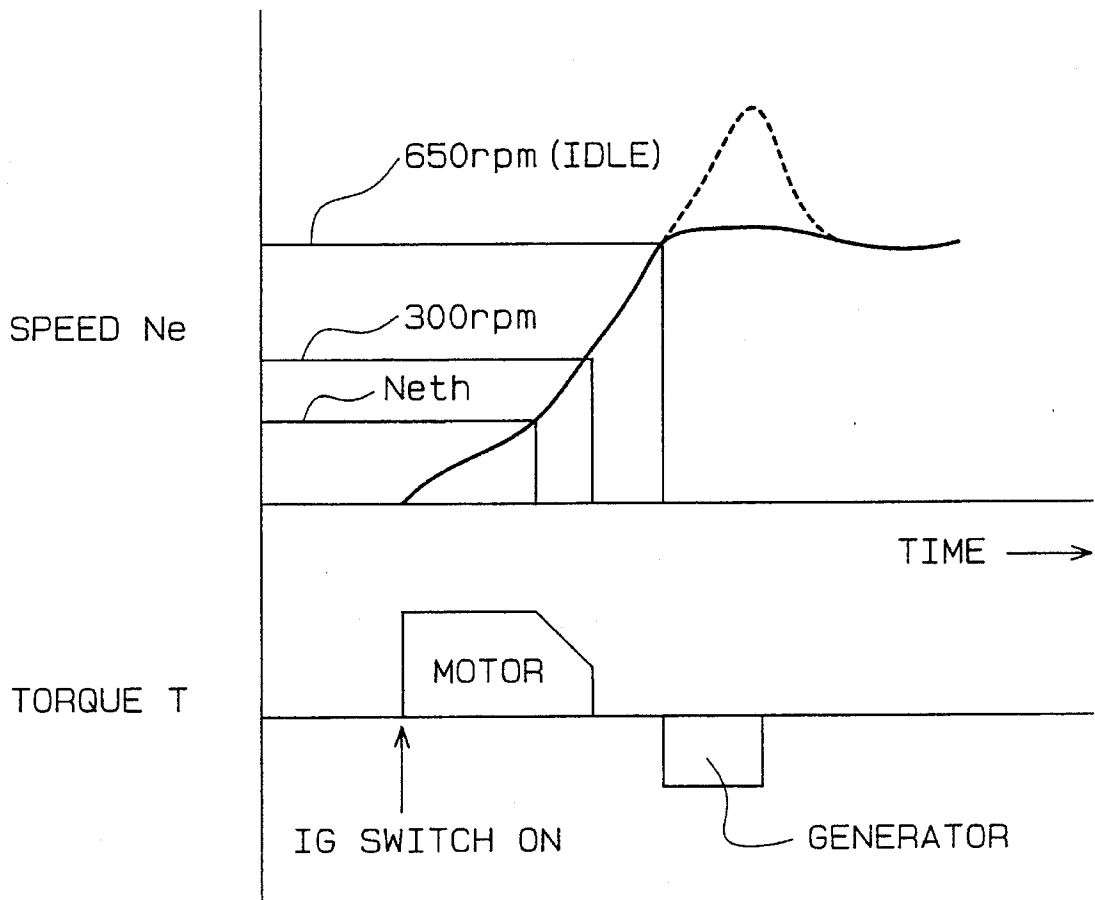 650rpm (IDLE)
300rpm
SPEED Ne
Neth
TIME
MOTOR
TORQUE T
IG SWITCH ON
GENERATOR